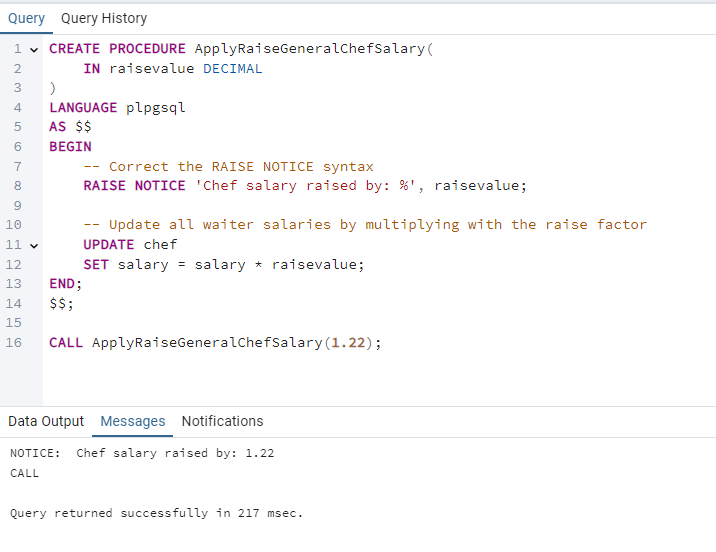 Query Query History
1 CREATE PROCEDURE ApplyRaiseGeneralChefSalary(
2 IN raisevalue DECIMAL
3 )
4 LANGUAGE plpgsql
5 AS $$
6 BEGIN
7 -- Correct the RAISE NOTICE syntax
8 RAISE NOTICE 'Chef salary raised by: %', raisevalue;
9
10 -- Update all waiter salaries by multiplying with the raise factor
11 UPDATE chef
12 SET salary = salary * raisevalue;
13 END;
14 $$;
15
16 CALL ApplyRaiseGeneralChefSalary(1.22);
Data Output Messages Notifications
NOTICE: Chef salary raised by: 1.22
CALL
Query returned successfully in 217 msec.